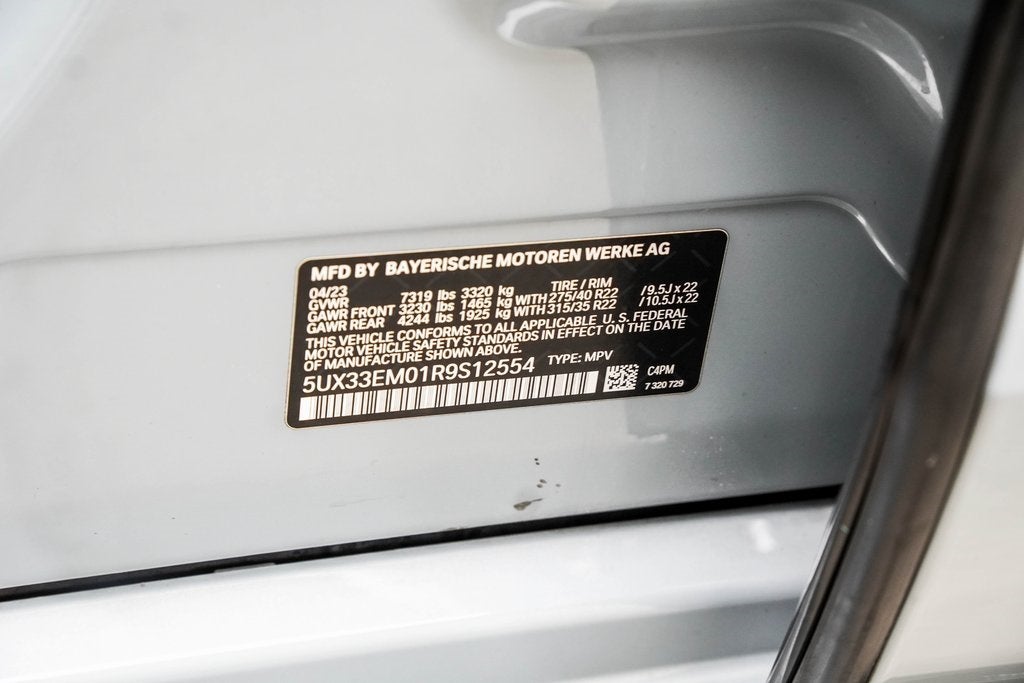 MFD BY BAYERISCHE MOTOREN WERKE AG
04/23 TIRE / RIM
GVWR 7319 lbs 3320 kg
GAWR FRONT 3230 lbs 1465 kg WITH 275/40 R22 / 9.5J x 22
GAWR REAR 4244 lbs 1925 kg WITH 315/35 R22 / 10.5J x 22
THIS VEHICLE CONFORMS TO ALL APPLICABLE U. S. FEDERAL
MOTOR VEHICLE SAFETY STANDARDS IN EFFECT ON THE DATE
OF MANUFACTURE SHOWN ABOVE.
5UX33EM01R9S12554 TYPE: MPV
C4PM
7 320 729